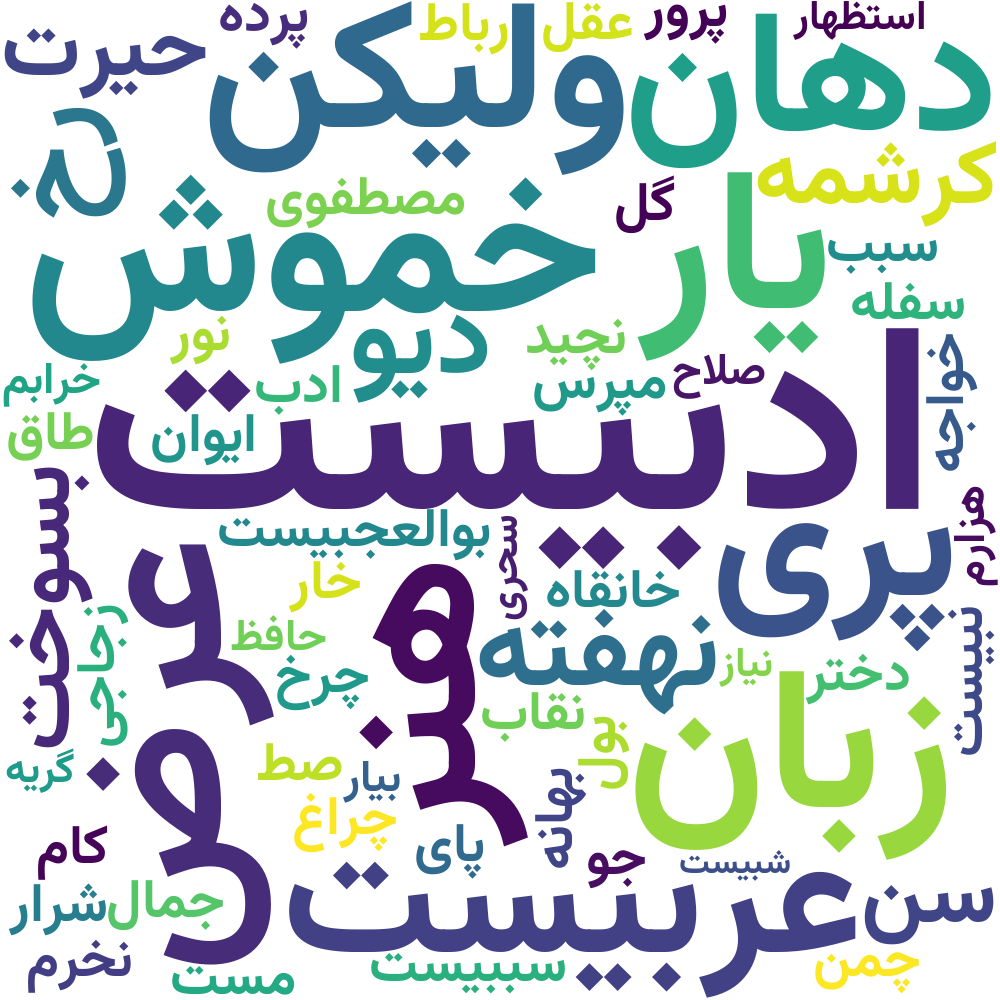 استظهار
پرور
عقل
رباط
پرده
حیرت
دهان
ولیکن
رخ
کرشمه
گل
مصطفوی
یار
خموش
سبب
سفله
دیو
نچید
نور
خواجه
صلاح
مپرس
ادب
خرابم
طاق
ایوان
ادبیست
هزارم
پری
سحری
بوالعجبیست
بسوخت
عرض
هنر
خانقاه
خار
زجاجی
نبیست
نهفته
حافظ
دختر
نیاز
چرخ
نقاب
زبان
بول
صط
گریه
بیار
بهانه
چراغ
پای
کام
جو
شبیست
عربیست
سن
جمال
شرار
نخرم
مست
سببیست
چمن